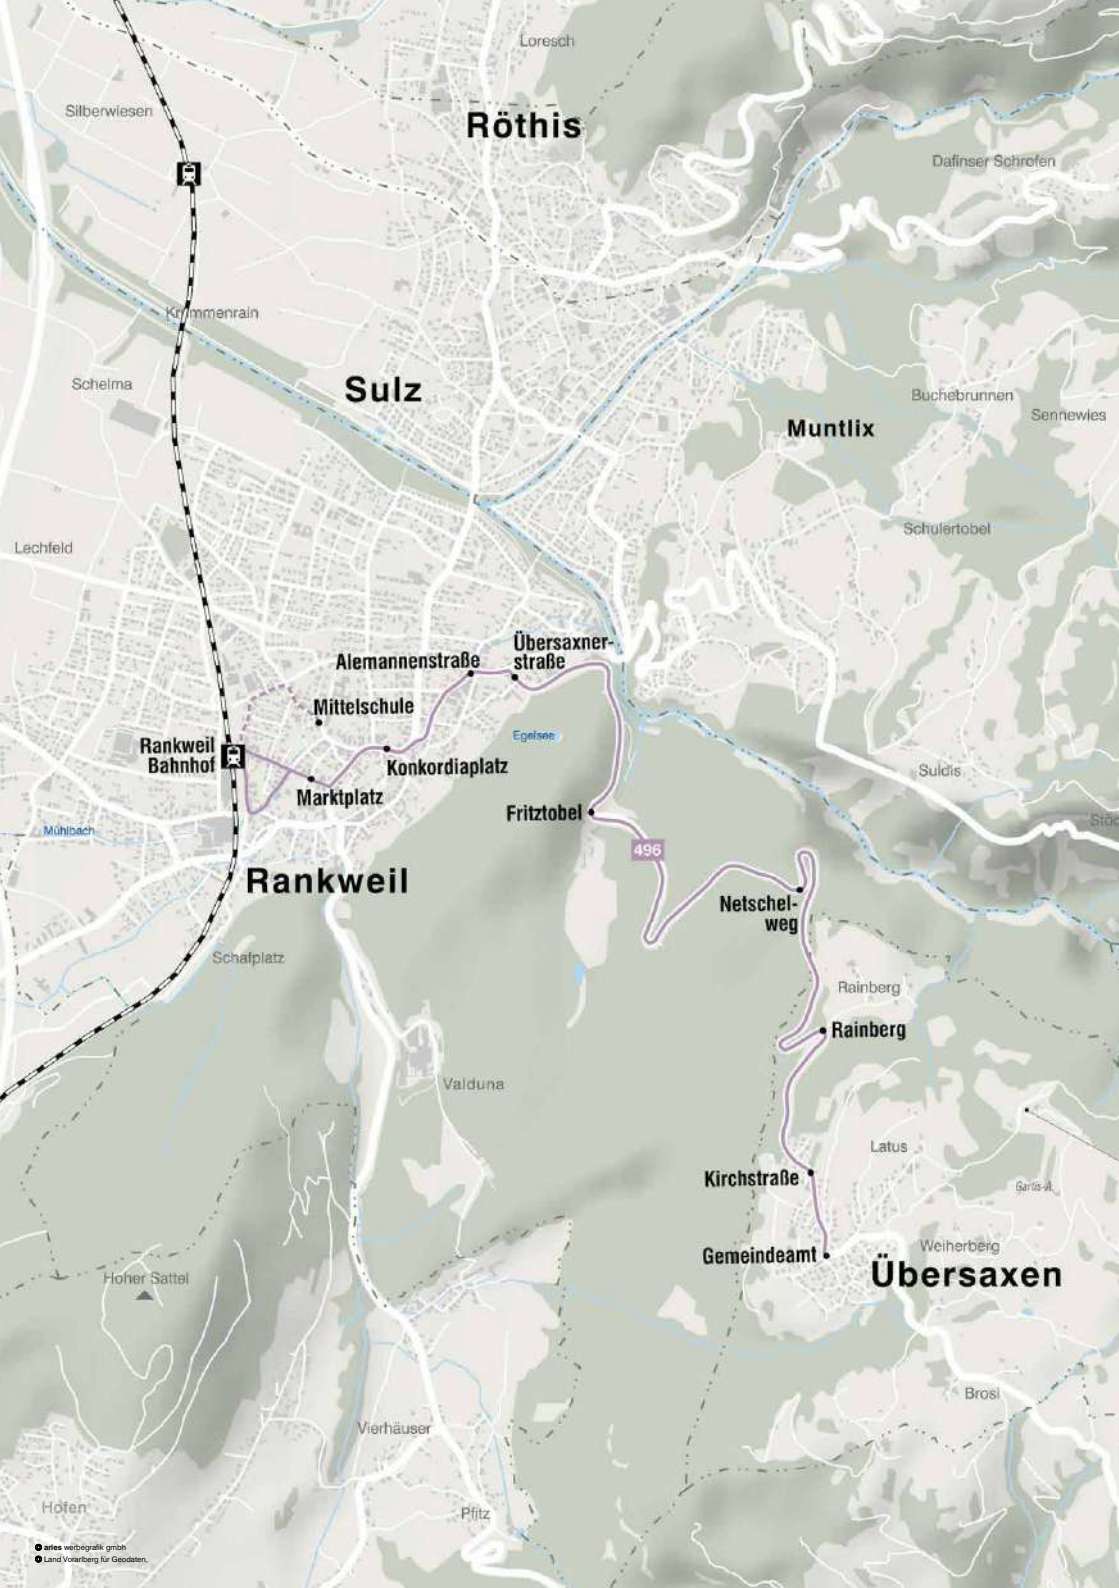 Loresch
Silberwiesen
Röthis
Dafinser Schrofen
Krummenrain
Schelma
Sulz
Buchebrunnen
Sennewies
Muntlix
Schulertobel
Lechfeld
Übersaxner-
straße
Alemannenstraße
Mittelschule
Rankweil
Bahnhof
Egelsee
Konkordiaplatz
Marktplatz
Suldis
Fritztobel
Mühlbach
496
Rankweil
Netschel-
weg
Schafplatz
Rainberg
Rainberg
Valduna
Latus
Kirchstraße
Weiherberg
Gemeindeamt
Übersaxen
Hoher Sattel
Brosi
Vierhäuser
Hofen
Pfitz
aries werbegrafik gmbh
Land Vorarlberg für Geodaten,